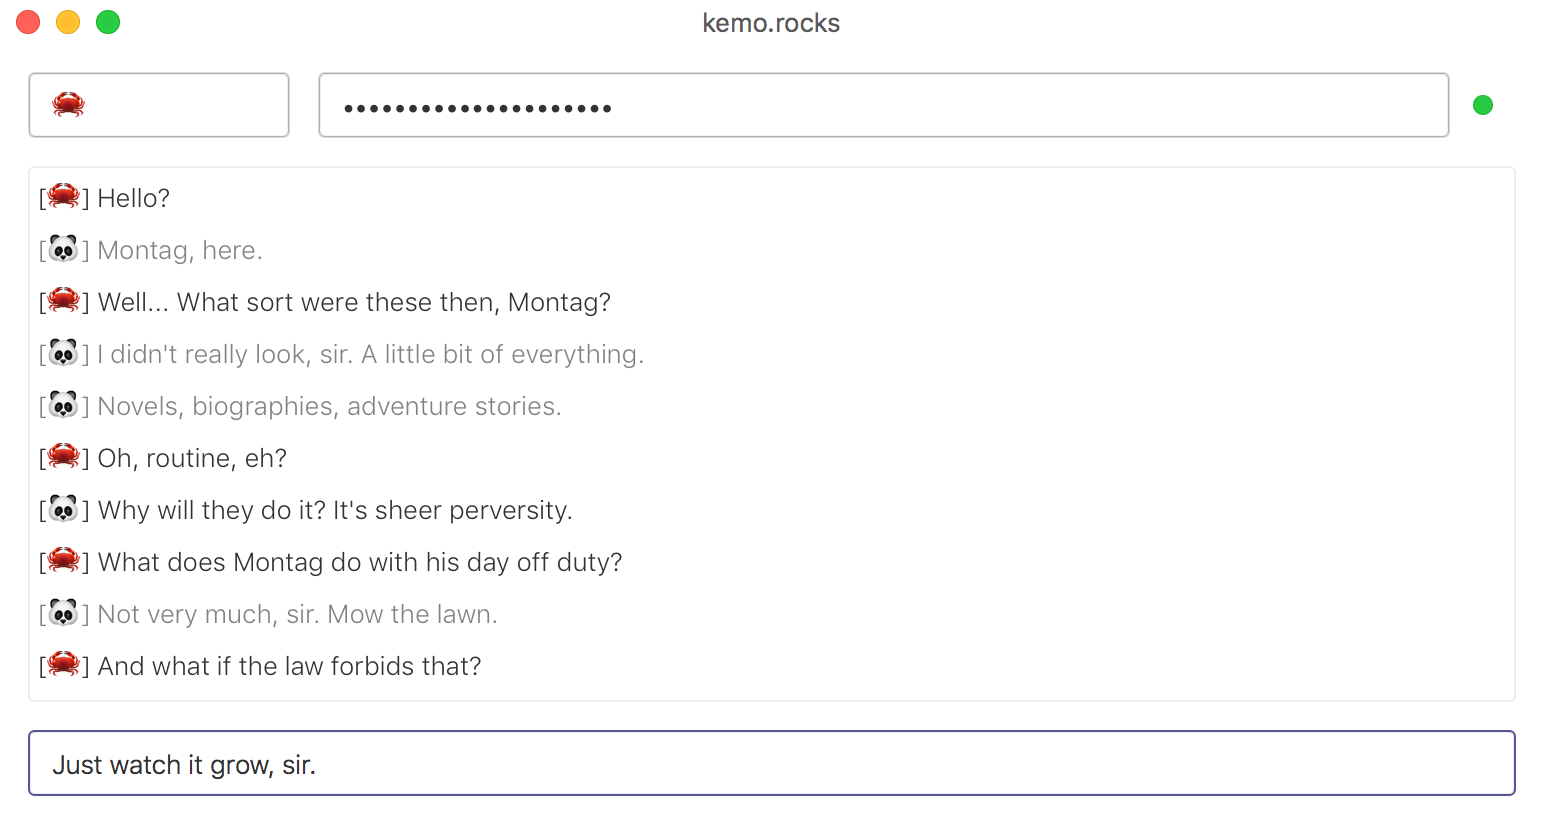 kemo.rocks
🦀
•••••••••••••••••••••
[🦀] Hello?
[🐼] Montag, here.
[🦀] Well... What sort were these then, Montag?
[🐼] I didn't really look, sir. A little bit of everything.
[🐼] Novels, biographies, adventure stories.
[🦀] Oh, routine, eh?
[🐼] Why will they do it? It's sheer perversity.
[🦀] What does Montag do with his day off duty?
[🐼] Not very much, sir. Mow the lawn.
[🦀] And what if the law forbids that?
Just watch it grow, sir.